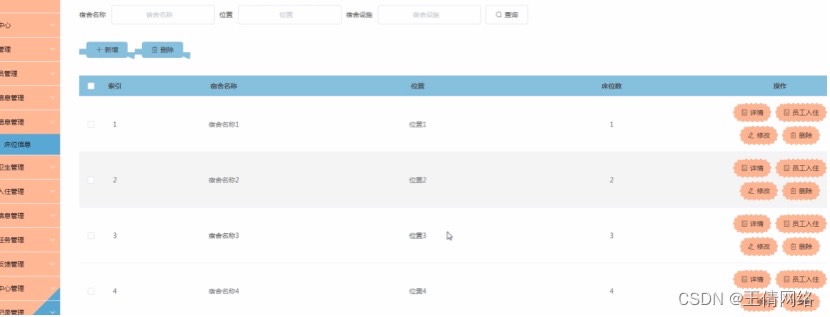 宿舍名称 宿舍名称 位置 位置 宿舍设施 宿舍设施 查询
中心
管理
员管理
信息管理
信息管理
床位信息
卫生管理
入住管理
信息管理
任务管理
反馈管理
中心管理
记录管理
+ 新增 删除
索引 宿舍名称 位置 床位数 操作
1 宿舍名称1 位置1 1 详情 员工入住
修改 删除
2 宿舍名称2 位置2 2 详情 员工入住
修改 删除
3 宿舍名称3 位置3 3 详情 员工入住
修改 删除
4 宿舍名称4 位置4 4 详情 员工入住
CSDN @王倩网络